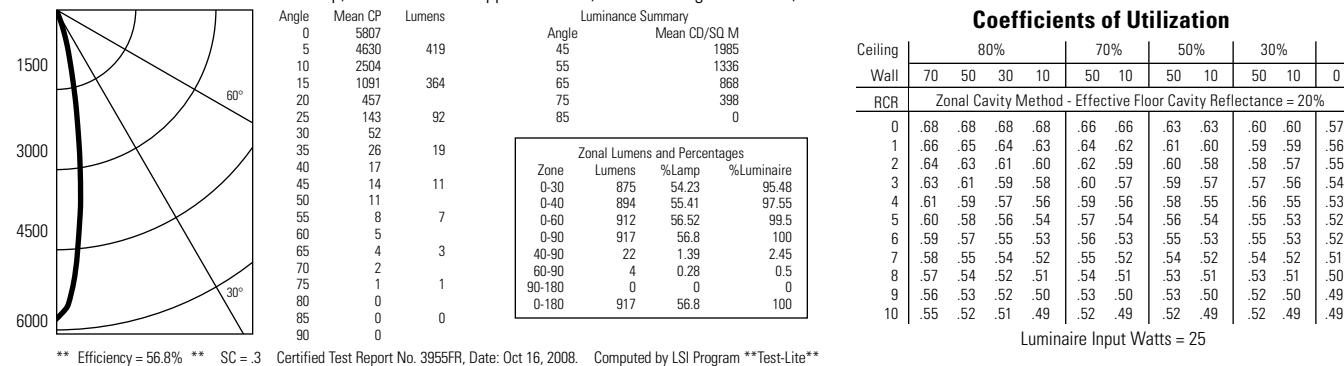 1500
3000
4500
6000
60°
30°
Angle Mean CP Lumens
0 5807
5 4630 419
10 2504
15 1091 364
20 457
25 143 92
30 52
35 26 19
40 17
45 14 11
50 11
55 8 7
60 5
65 4 3
70 2
75 1 1
80 0
85 0 0
90 0
Luminance Summary
Angle Mean CD/SQ M
45 1985
55 1336
65 868
75 398
85 0
Zonal Lumens and Percentages
Zone Lumens %Lamp %Luminaire
0-30 875 54.23 95.48
0-40 894 55.41 97.55
0-60 912 56.52 99.5
0-90 917 56.8 100
40-90 22 1.39 2.45
60-90 4 0.28 0.5
90-180 0 0 0
0-180 917 56.8 100
Coefficients of Utilization
Ceiling 80% 70% 50% 30%
Wall 70 50 30 10 50 10 50 10 50 10 0
RCR Zonal Cavity Method - Effective Floor Cavity Reflectance = 20%
0 .68 .68 .68 .68 .66 .66 .63 .63 .60 .60 .57
1 .66 .65 .64 .63 .64 .62 .61 .60 .59 .59 .56
2 .64 .63 .61 .60 .62 .59 .60 .58 .58 .57 .55
3 .63 .61 .59 .58 .60 .57 .59 .57 .57 .56 .54
4 .61 .59 .57 .56 .59 .56 .58 .55 .56 .55 .53
5 .60 .58 .56 .54 .57 .54 .56 .54 .55 .53 .52
6 .59 .57 .55 .53 .56 .53 .55 .53 .55 .53 .52
7 .58 .55 .54 .52 .55 .52 .54 .52 .54 .52 .51
8 .57 .54 .52 .51 .54 .51 .53 .51 .53 .51 .50
9 .56 .53 .52 .50 .53 .50 .53 .50 .52 .50 .49
10 .55 .52 .51 .49 .52 .49 .52 .49 .52 .49 .49
Luminaire Input Watts = 25
** Efficiency = 56.8% ** SC = .3 Certified Test Report No. 3955FR, Date: Oct 16, 2008. Computed by LSI Program **Test-Lite**